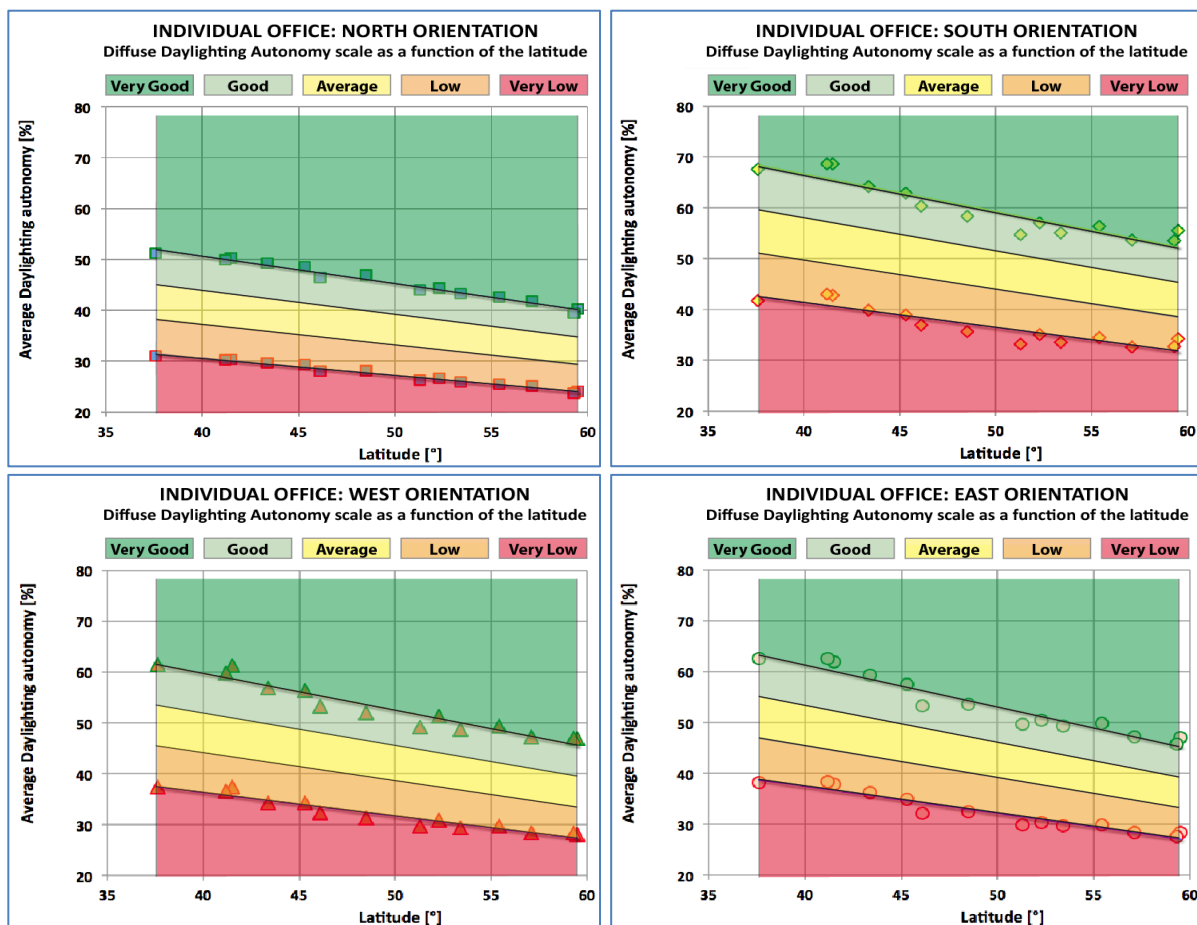 INDIVIDUAL OFFICE: NORTH ORIENTATION
Diffuse Daylighting Autonomy scale as a function of the latitude
Very Good Good Average Low Very Low
Average Daylighting autonomy [%]
80
70
60
50
40
30
20
35 40 45 50 55 60
Latitude [°]
INDIVIDUAL OFFICE: SOUTH ORIENTATION
Diffuse Daylighting Autonomy scale as a function of the latitude
Very Good Good Average Low Very Low
Average Daylighting autonomy [%]
80
70
60
50
40
30
20
35 40 45 50 55 60
Latitude [°]
INDIVIDUAL OFFICE: WEST ORIENTATION
Diffuse Daylighting Autonomy scale as a function of the latitude
Very Good Good Average Low Very Low
Average Daylighting autonomy [%]
80
70
60
50
40
30
20
35 40 45 50 55 60
Latitude [°]
INDIVIDUAL OFFICE: EAST ORIENTATION
Diffuse Daylighting Autonomy scale as a function of the latitude
Very Good Good Average Low Very Low
Average Daylighting autonomy [%]
80
70
60
50
40
30
20
35 40 45 50 55 60
Latitude [°]